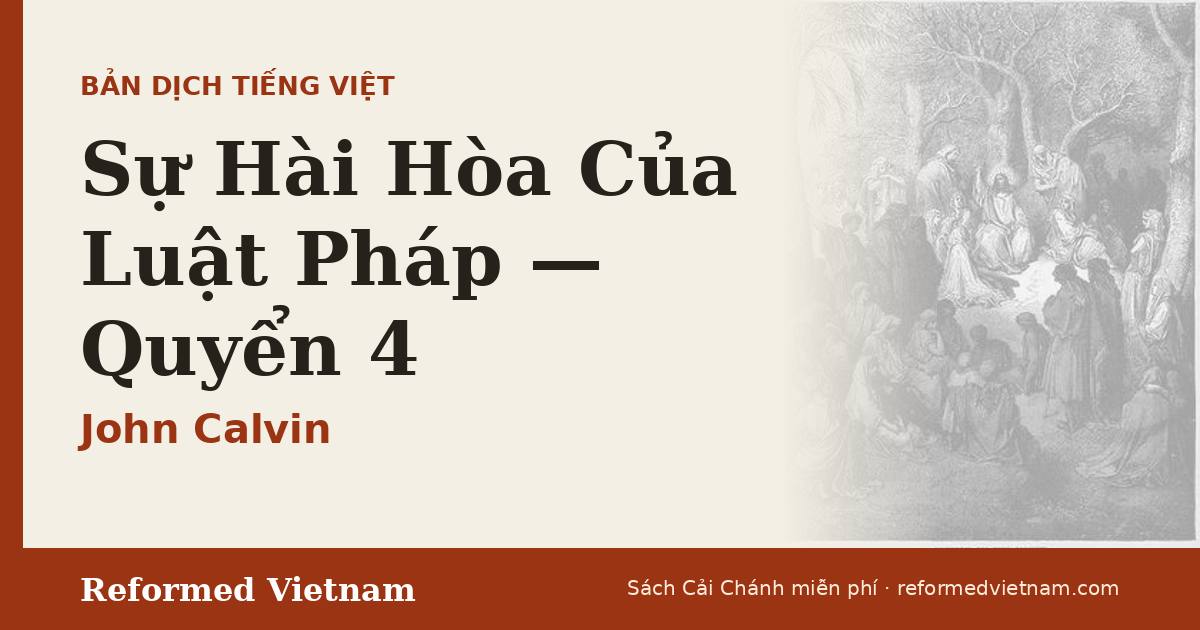 BẢN DỊCH TIẾNG VIỆT
Sự Hài Hòa Của
Luật Pháp —
Quyển 4
John Calvin
Reformed Vietnam
Sách Cải Chánh miễn phí · reformedvietnam.com